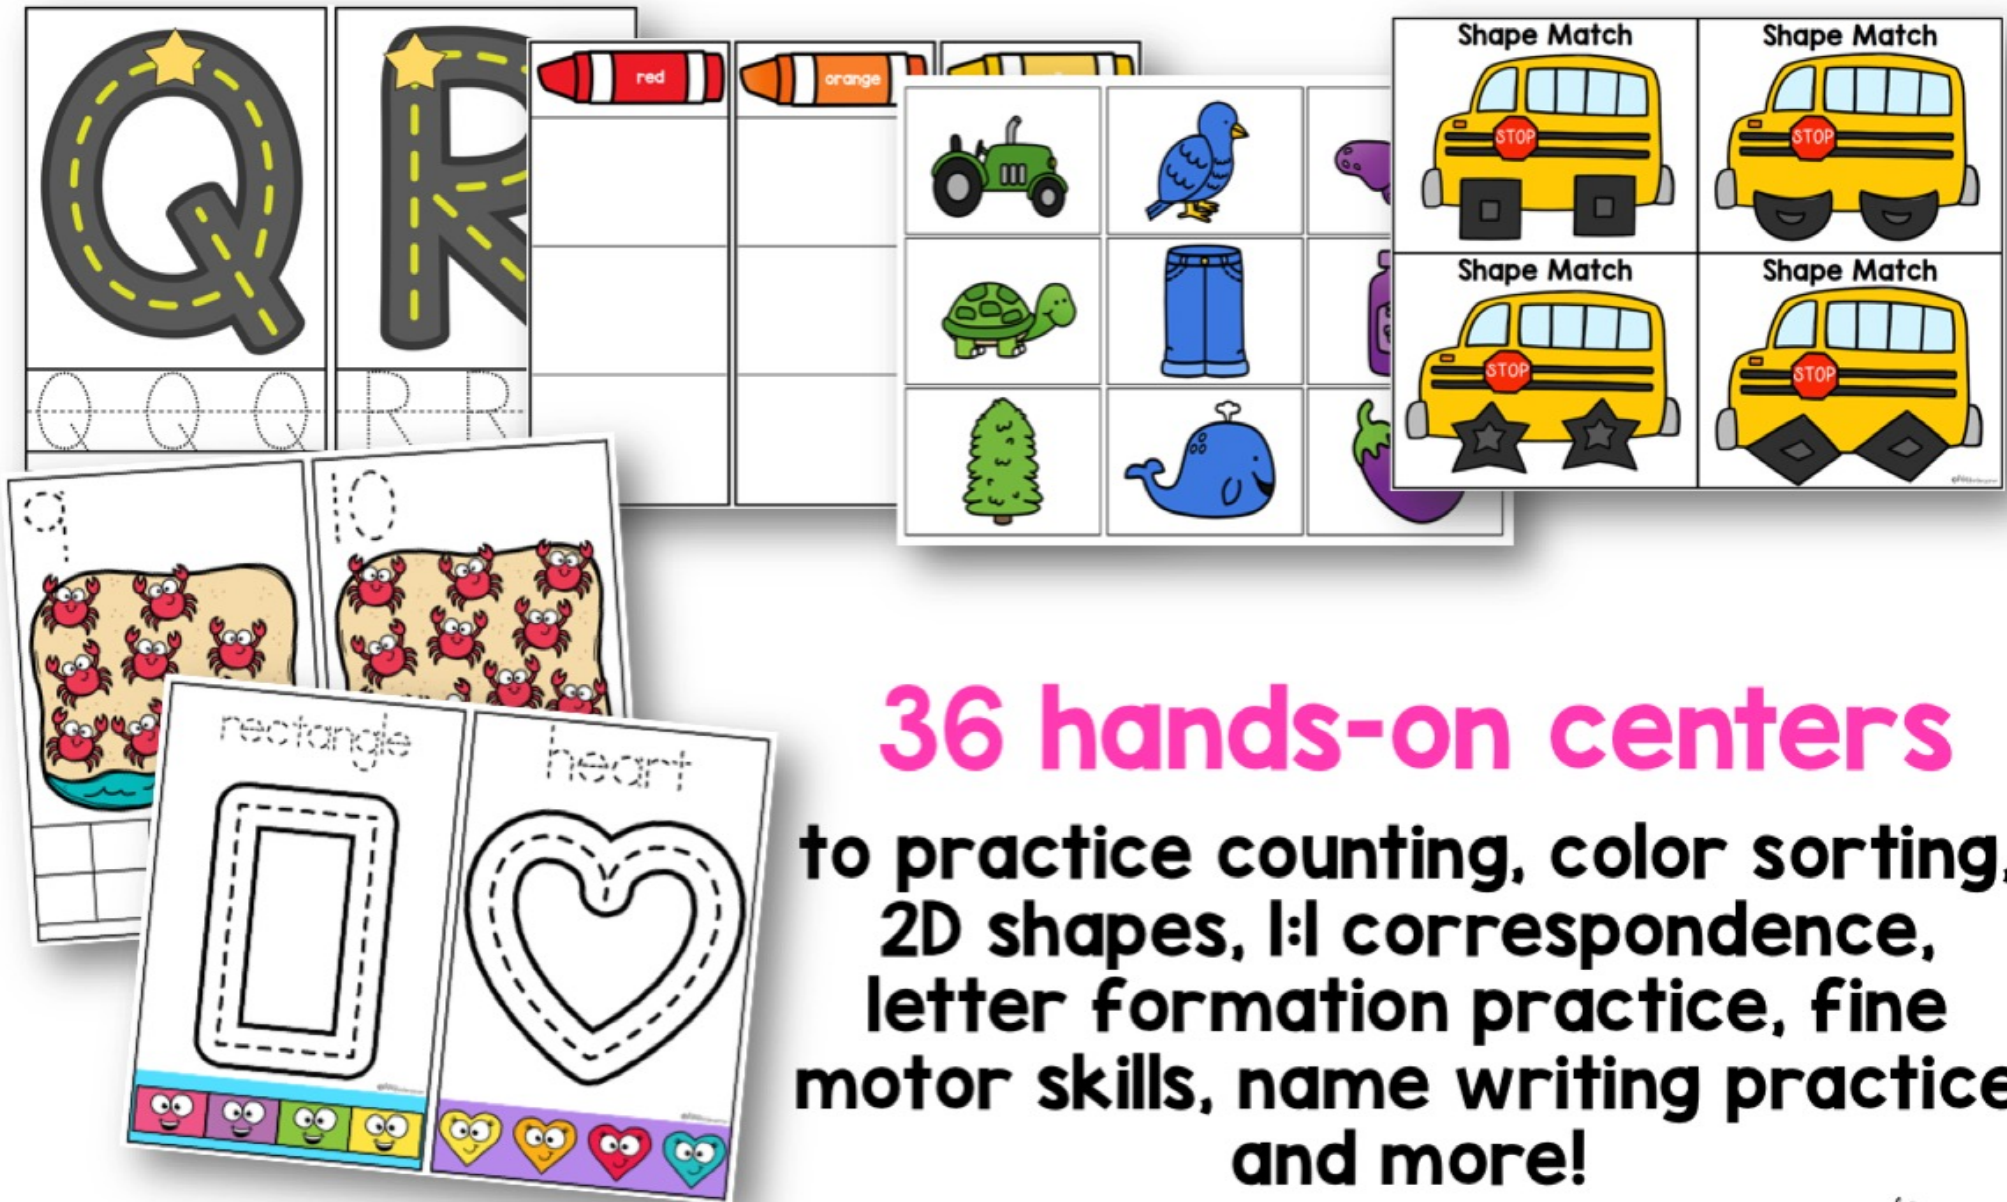 Q Q Q
R R
red
orange
Shape Match
Shape Match
STOP
STOP
Shape Match
Shape Match
STOP
STOP
9
10
rectangle
heart
36 hands-on centers
to practice counting, color sorting,
2D shapes, 1:1 correspondence,
letter formation practice, fine
motor skills, name writing practice
and more!